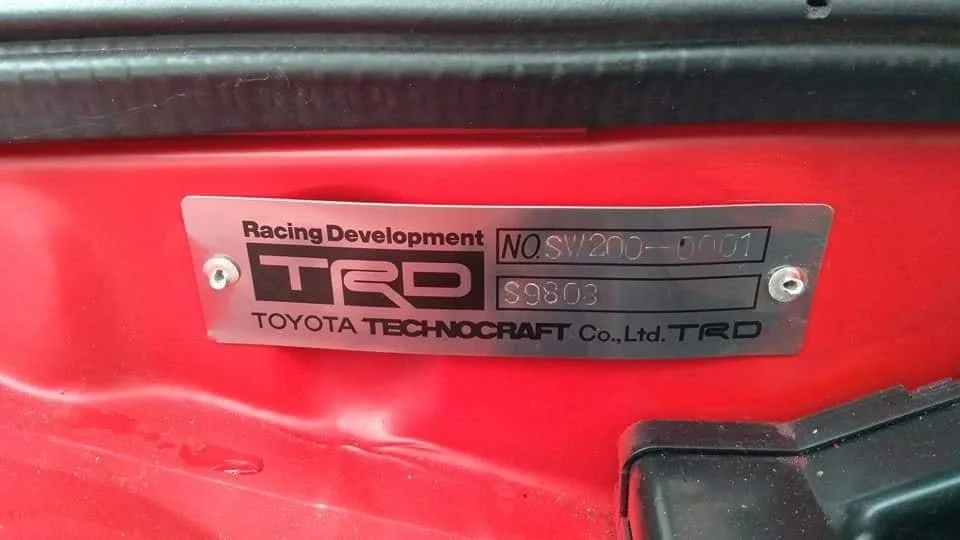 Racing Development
TRD
NO. SW200-0001
S9803
TOYOTA TECHNOCRAFT Co.,Ltd. TRD